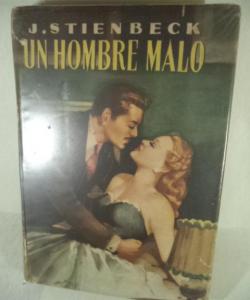 J. STIENBECK
UN HOMBRE MALO